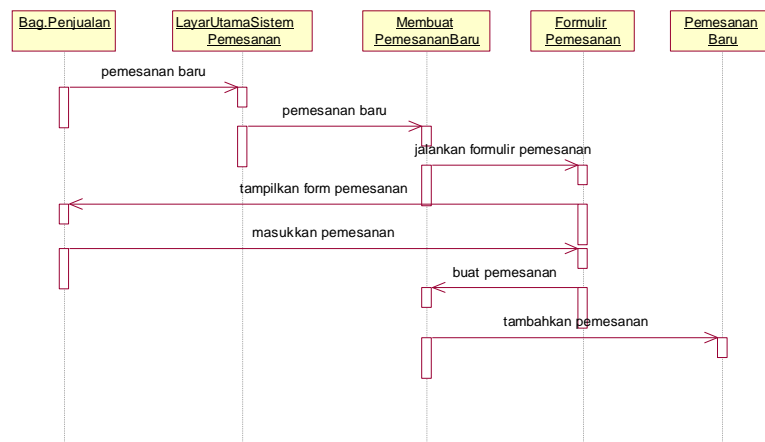 Bag.Penjualan
LayarUtamaSistem
Pemesanan
Membuat
PemesananBaru
Formulir
Pemesanan
Pemesanan
Baru
pemesanan baru
pemesanan baru
jalankan formulir pemesanan
tampilkan form pemesanan
masukkan pemesanan
buat pemesanan
tambahkan pemesanan